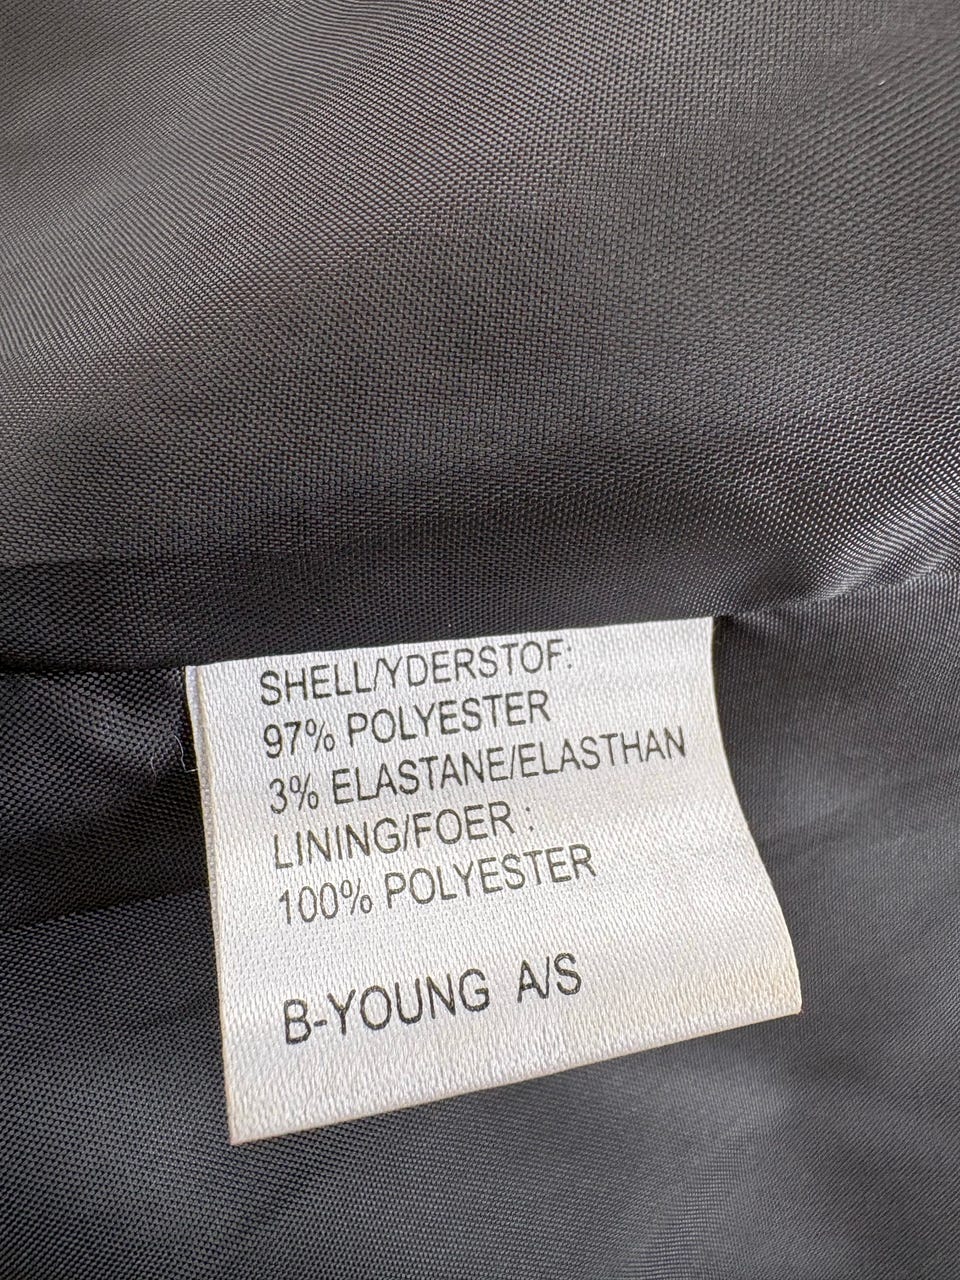 SHELL/YDERSTOF:
97% POLYESTER
3% ELASTANE/ELASTHAN
LINING/FOER :
100% POLYESTER
B-YOUNG A/S